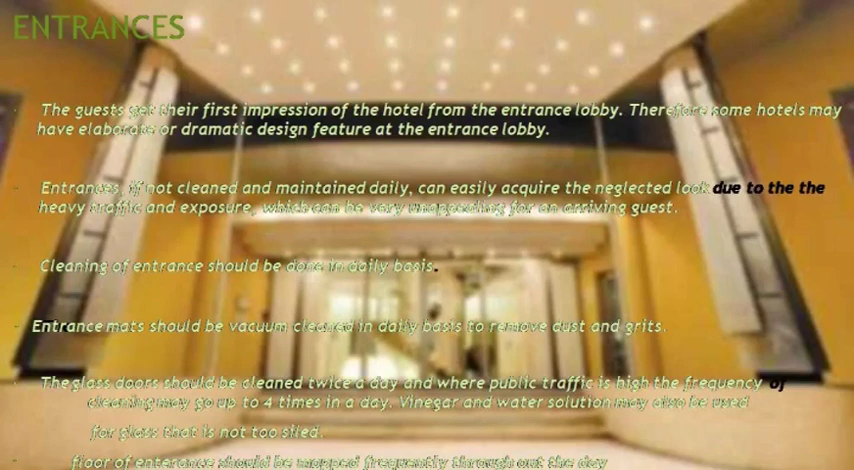 ENTRANCES
The guests get their first impression of the hotel from the entrance lobby. Therefore some hotels may
have elaborate or dramatic design feature at the entrance lobby.
Entrances, if not cleaned and maintained daily, can easily acquire the neglected look due to the the
heavy traffic and exposure, which can be very unappealing for an arriving guest.
Cleaning of entrance should be done in daily basis.
Entrance mats should be vacuum cleaned in daily basis to remove dust and grits.
The glass doors should be cleaned twice a day and where public traffic is high the frequency of
cleaning may go up to 4 times in a day. Vinegar and water solution may also be used
for glass that is not too siled.
floor of enterance should be mopped frequently through out the day